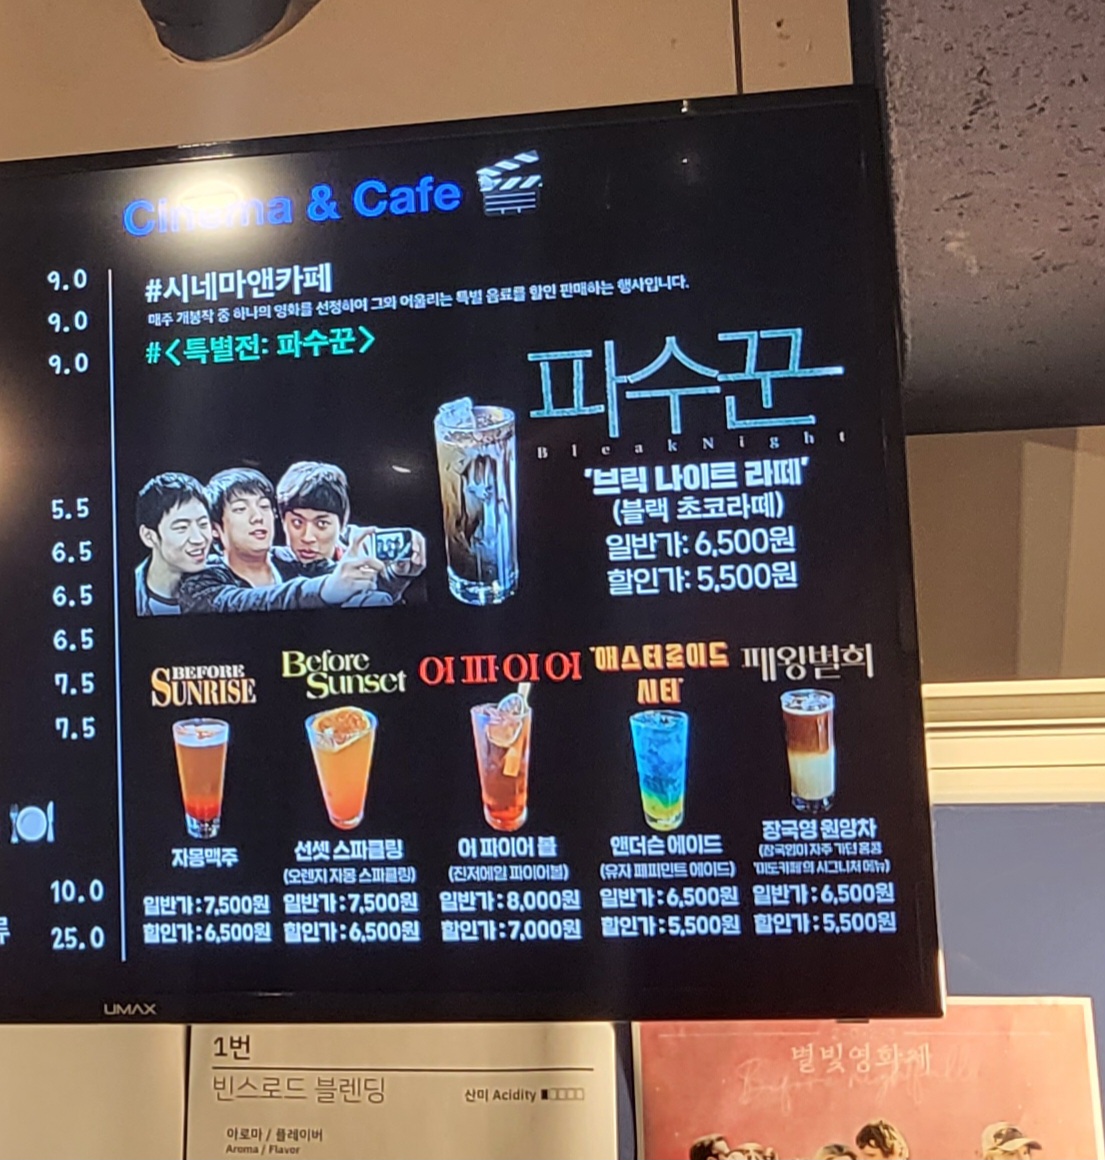 Cinema & Cafe
#시네마앤카페
매주 개봉작 중 하나의 영화를 선정하여 그와 어울리는 특별 음료를 할인 판매하는 행사입니다.
#<특별전: 파수꾼>
파수꾼
Bleak Night
'브릭 나이트 라떼'
(블랙 초코라떼)
일반가: 6,500원
할인가: 5,500원
9.0
9.0
9.0
5.5
6.5
6.5
6.5
7.5
7.5
10.0
25.0
BEFORE SUNRISE
자몽맥주
일반가:7,500원
할인가:6,500원
Before Sunset
선셋 스파클링
(오렌지 자몽 스파클링)
일반가:7,500원
할인가:6,500원
어 파이어
어 파이어 볼
(진저에일 파이어볼)
일반가:8,000원
할인가:7,000원
'애스터로이드
시티'
앤더슨 에이드
(유자 페퍼민트 에이드)
일반가:6,500원
할인가:5,500원
패왕별희
장국영 원앙차
(장국영이 자주 가던 홍콩
'미도카페'의 시그니처 메뉴)
일반가:6,500원
할인가:5,500원
UMAX
1번
빈스로드 블렌딩
산미 Acidity
아로마 / 플레이버
Aroma / Flavor
별빛영화제